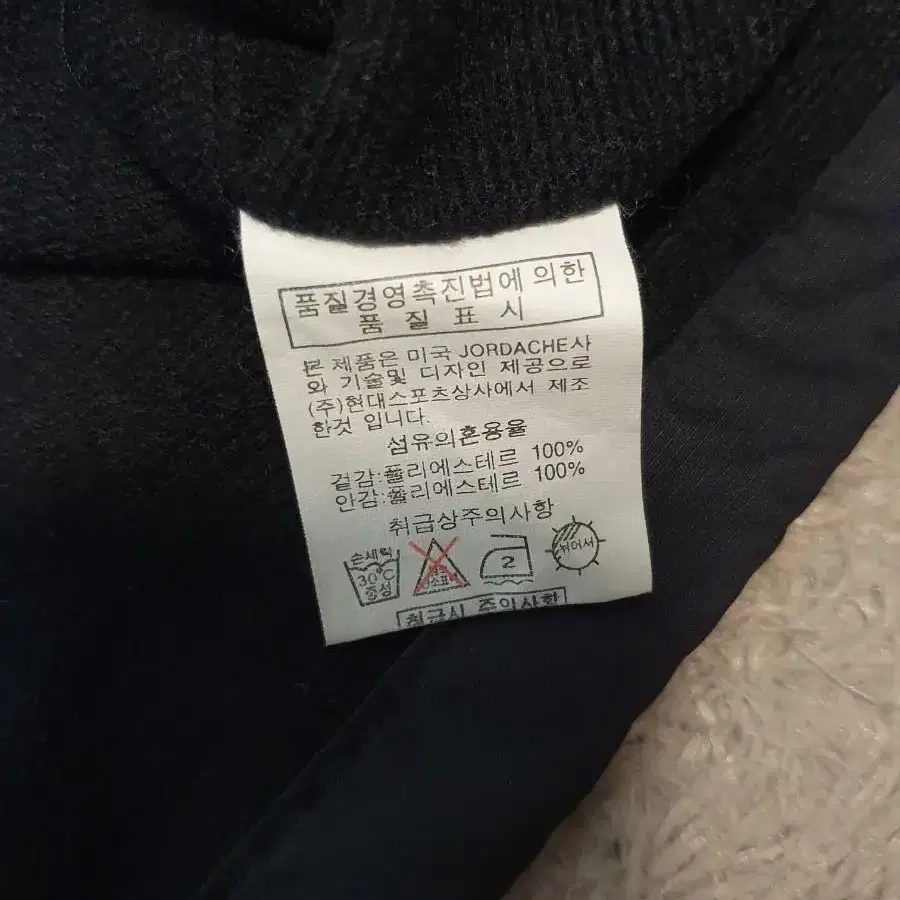 품질경영촉진법에 의한
품 질 표 시
본 제품은 미국 JORDACHE사
와 기술및 디자인 제공으로
(주)현대스포츠상사에서 제조
한것 입니다.
섬유의혼용율
겉감:폴리에스테르 100%
안감:폴리에스테르 100%
취급상주의사항
손세탁
30°C
중성
2
뉘어서
취급시 주의사항